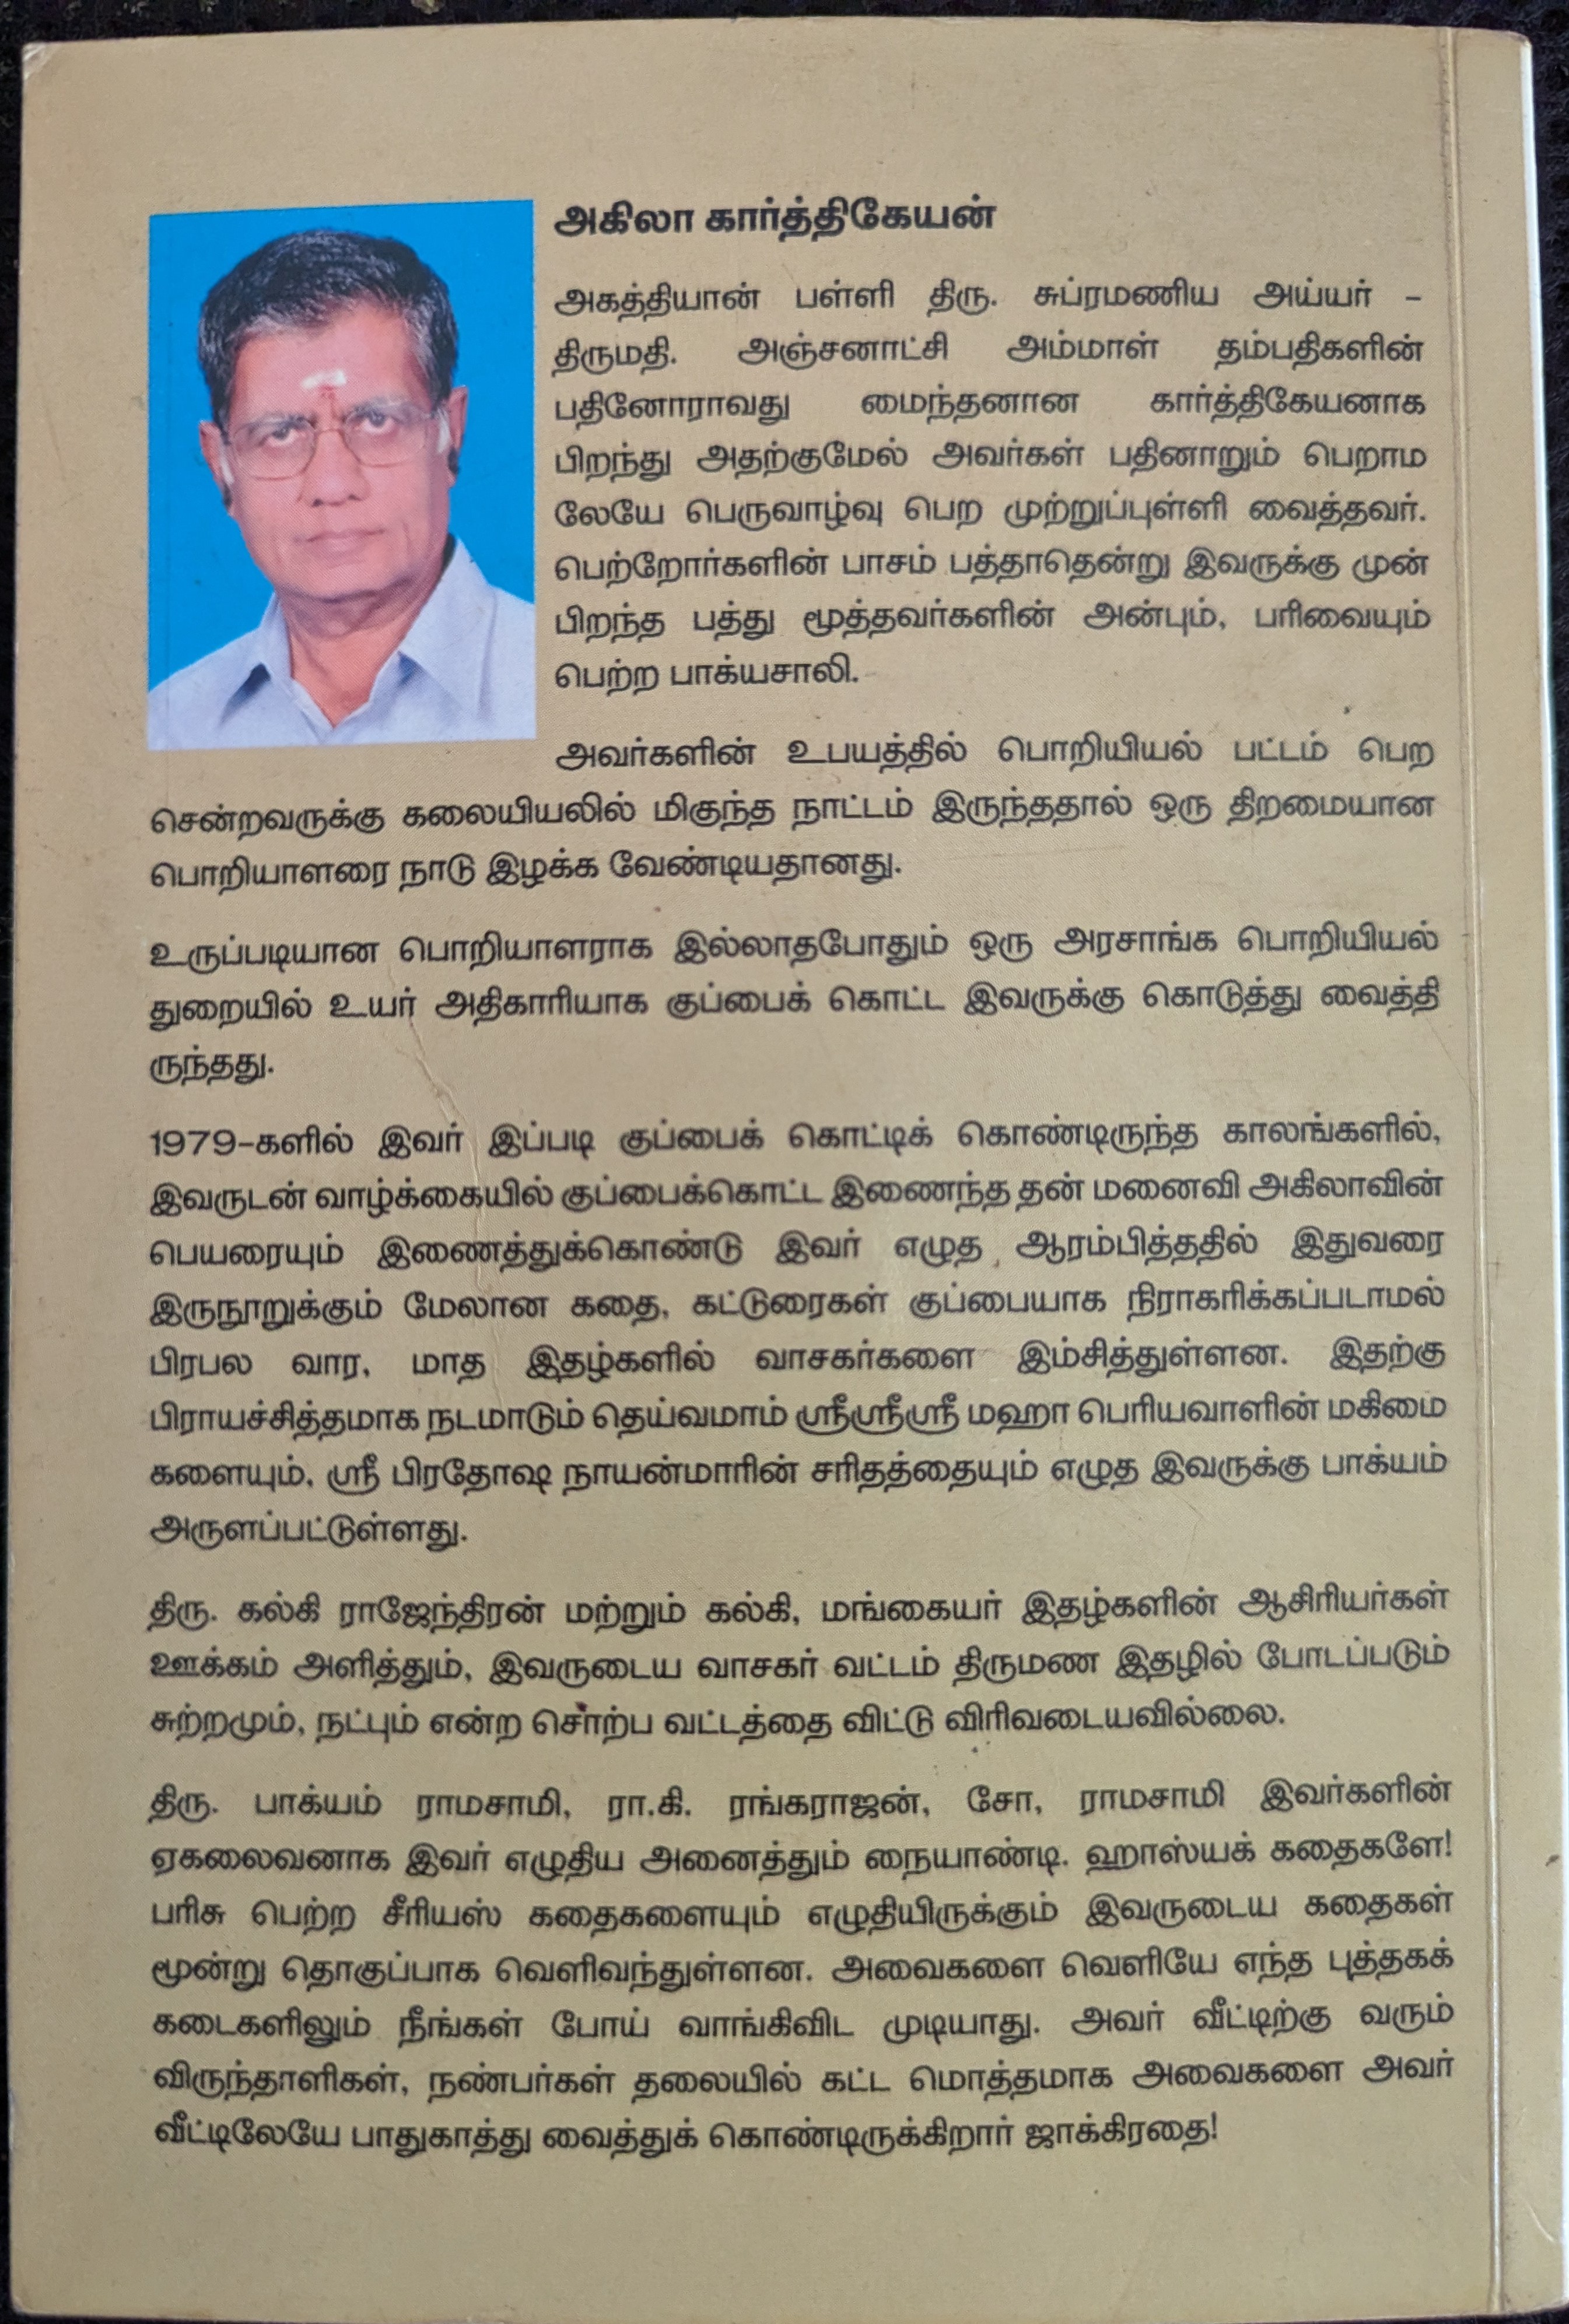 அகிலா கார்த்திகேயன்
அகத்தியான் பள்ளி திரு. சுப்ரமணிய அய்யர் –
திருமதி. அஞ்சனாட்சி அம்மாள் தம்பதிகளின்
பதினோராவது மைந்தனான கார்த்திகேயனாக
பிறந்து அதற்குமேல் அவர்கள் பதினாறும் பெறாம
லேயே பெருவாழ்வு பெற முற்றுப்புள்ளி வைத்தவர்.
பெற்றோர்களின் பாசம் பத்தாதென்று இவருக்கு முன்
பிறந்த பத்து மூத்தவர்களின் அன்பும், பரிவையும்
பெற்ற பாக்யசாலி.
அவர்களின் உபயத்தில் பொறியியல் பட்டம் பெற
சென்றவருக்கு கலையியலில் மிகுந்த நாட்டம் இருந்ததால் ஒரு திறமையான
பொறியாளரை நாடு இழக்க வேண்டியதானது.
உருப்படியான பொறியாளராக இல்லாதபோதும் ஒரு அரசாங்க பொறியியல்
துறையில் உயர் அதிகாரியாக குப்பைக் கொட்ட இவருக்கு கொடுத்து வைத்தி
ருந்தது.
1979-களில் இவர் இப்படி குப்பைக் கொட்டிக் கொண்டிருந்த காலங்களில்,
இவருடன் வாழ்க்கையில் குப்பைக்கொட்ட இணைந்த தன் மனைவி அகிலாவின்
பெயரையும் இணைத்துக்கொண்டு இவர் எழுத ஆரம்பித்ததில் இதுவரை
இருநூறுக்கும் மேலான கதை, கட்டுரைகள் குப்பையாக நிராகரிக்கப்படாமல்
பிரபல வார, மாத இதழ்களில் வாசகர்களை இம்சித்துள்ளன. இதற்கு
பிராயச்சித்தமாக நடமாடும் தெய்வமாம் ஸ்ரீஸ்ரீஸ்ரீ மஹா பெரியவாளின் மகிமை
களையும், ஸ்ரீ பிரதோஷ நாயன்மாரின் சரிதத்தையும் எழுத இவருக்கு பாக்யம்
அருளப்பட்டுள்ளது.
திரு. கல்கி ராஜேந்திரன் மற்றும் கல்கி, மங்கையர் இதழ்களின் ஆசிரியர்கள்
ஊக்கம் அளித்தும், இவருடைய வாசகர் வட்டம் திருமண இதழில் போடப்படும்
சுற்றமும், நட்பும் என்ற சொற்ப வட்டத்தை விட்டு விரிவடையவில்லை.
திரு. பாக்யம் ராமசாமி, ரா.கி. ரங்கராஜன், சோ, ராமசாமி இவர்களின்
ஏகலைவனாக இவர் எழுதிய அனைத்தும் நையாண்டி. ஹாஸ்யக் கதைகளே!
பரிசு பெற்ற சீரியஸ் கதைகளையும் எழுதியிருக்கும் இவருடைய கதைகள்
மூன்று தொகுப்பாக வெளிவந்துள்ளன. அவைகளை வெளியே எந்த புத்தகக்
கடைகளிலும் நீங்கள் போய் வாங்கிவிட முடியாது. அவர் வீட்டிற்கு வரும்
விருந்தாளிகள், நண்பர்கள் தலையில் கட்ட மொத்தமாக அவைகளை அவர்
வீட்டிலேயே பாதுகாத்து வைத்துக் கொண்டிருக்கிறார் ஜாக்கிரதை!